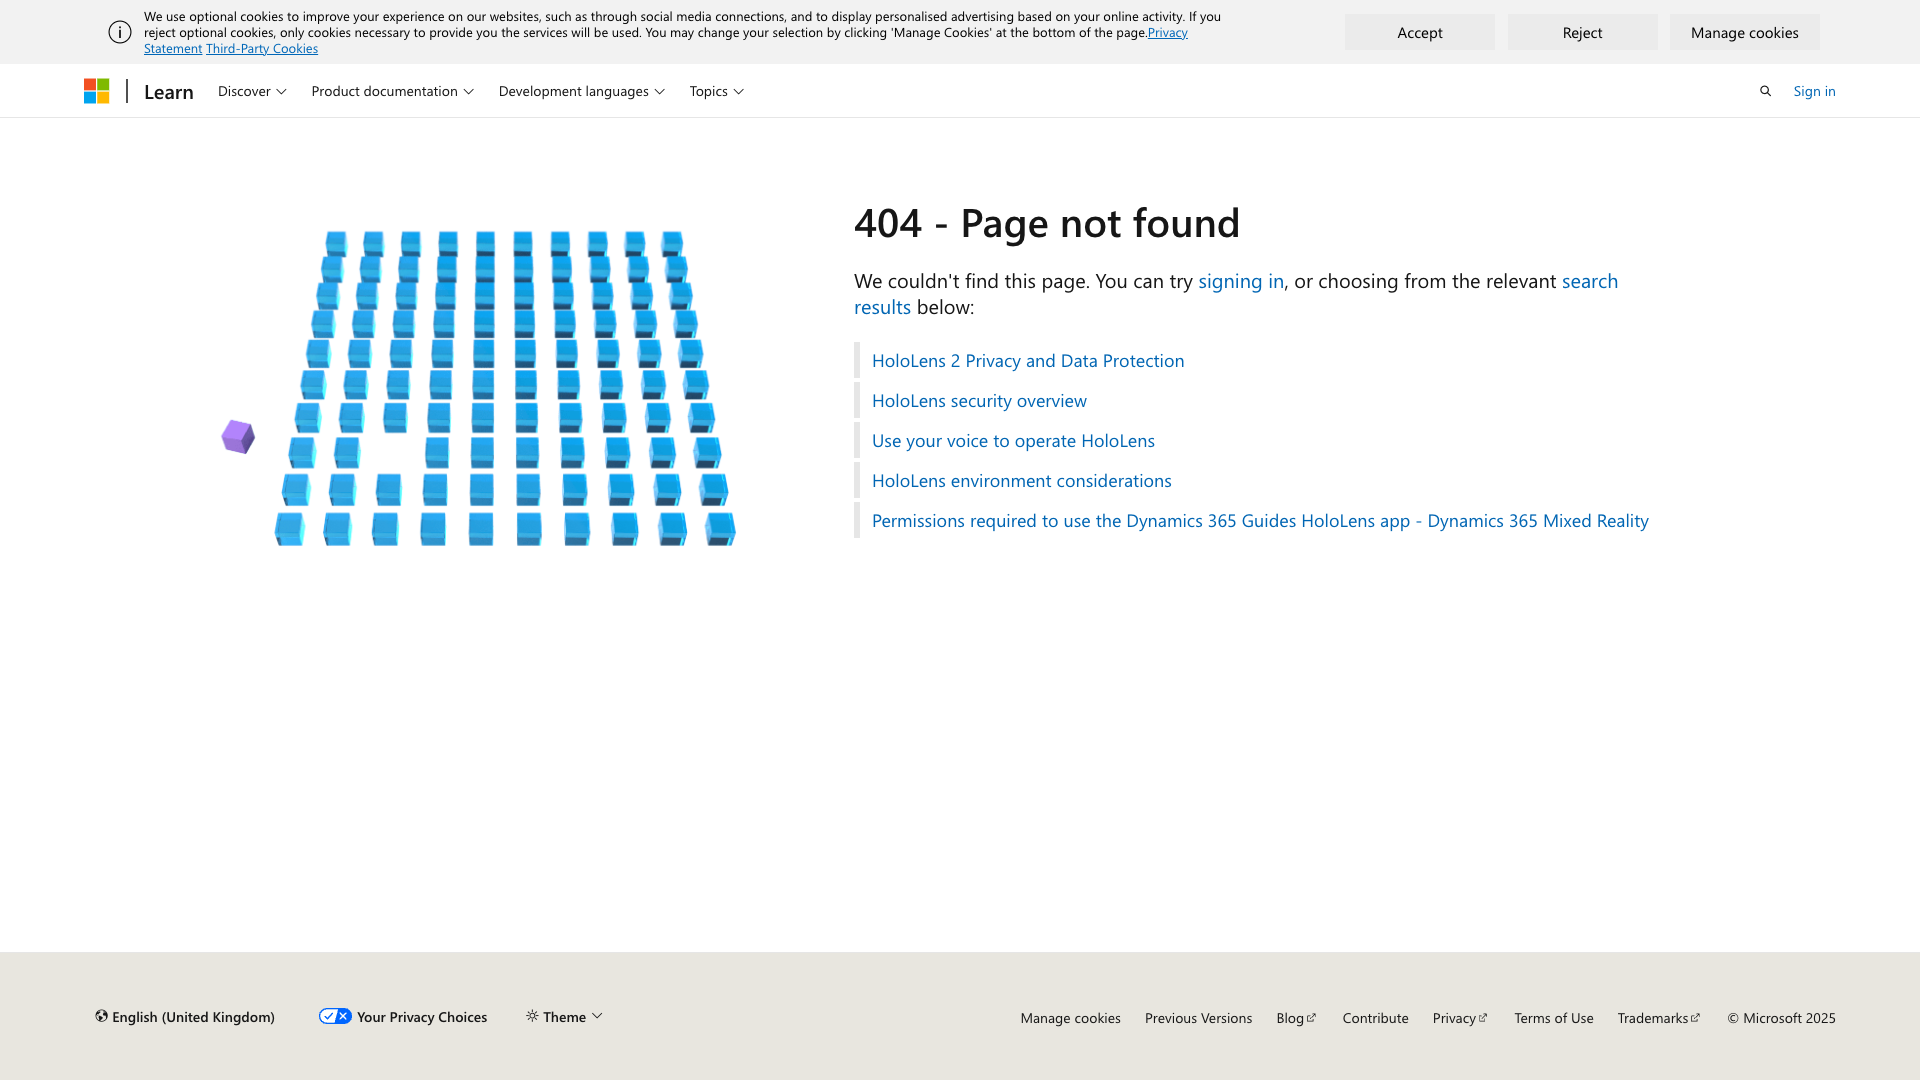 We use optional cookies to improve your experience on our websites, such as through social media connections, and to display personalised advertising based on your online activity. If you
reject optional cookies, only cookies necessary to provide you the services will be used. You may change your selection by clicking 'Manage Cookies' at the bottom of the page.Privacy
Statement Third-Party Cookies
Accept
Reject
Manage cookies
Learn
Discover
Product documentation
Development languages
Topics
Sign in
404 - Page not found
We couldn't find this page. You can try signing in, or choosing from the relevant search
results below:
HoloLens 2 Privacy and Data Protection
HoloLens security overview
Use your voice to operate HoloLens
HoloLens environment considerations
Permissions required to use the Dynamics 365 Guides HoloLens app - Dynamics 365 Mixed Reality
English (United Kingdom)
Your Privacy Choices
Theme
Manage cookies
Previous Versions
Blog
Contribute
Privacy
Terms of Use
Trademarks
© Microsoft 2025